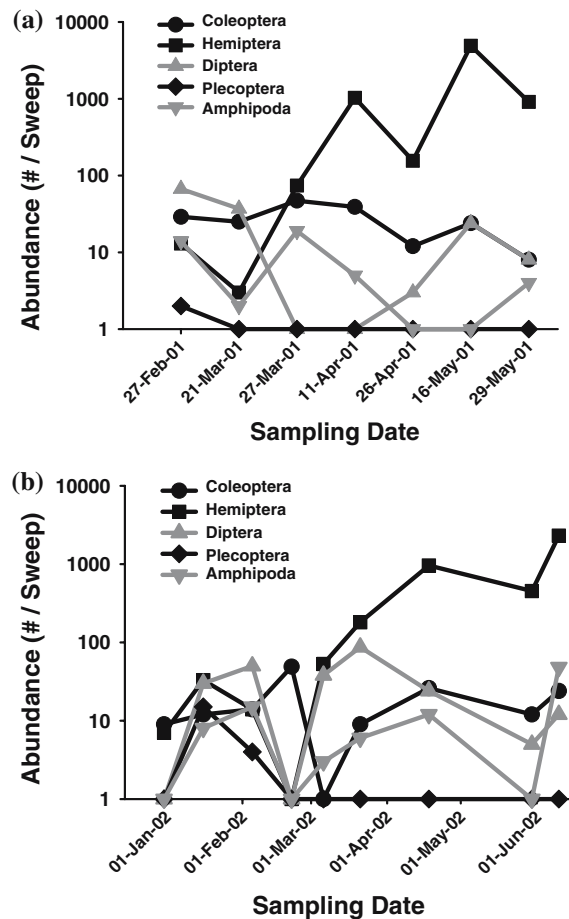 (a)
10000
1000
100
10
1
Abundance (# / Sweep)
Coleoptera
Hemiptera
Diptera
Plecoptera
Amphipoda
27-Feb-01
21-Mar-01
27-Mar-01
11-Apr-01
26-Apr-01
16-May-01
29-May-01
Sampling Date
(b)
10000
1000
100
10
1
Abundance (# / Sweep)
Coleoptera
Hemiptera
Diptera
Plecoptera
Amphipoda
01-Jan-02
01-Feb-02
01-Mar-02
01-Apr-02
01-May-02
01-Jun-02
Sampling Date